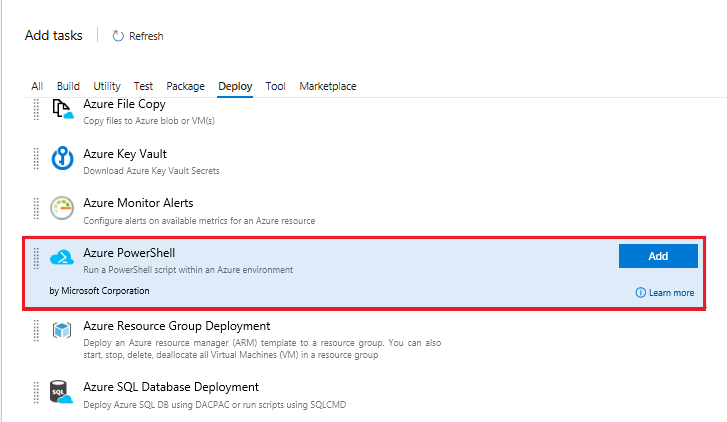 Add tasks
Refresh
All Build Utility Test Package Deploy Tool Marketplace
Azure File Copy
Copy files to Azure blob or VM(s)
Azure Key Vault
Download Azure Key Vault Secrets
Azure Monitor Alerts
Configure alerts on available metrics for an Azure resource
Azure PowerShell
Run a PowerShell script within an Azure environment
Add
by Microsoft Corporation
Learn more
Azure Resource Group Deployment
Deploy an Azure resource manager (ARM) template to a resource group. You can also
start, stop, delete, deallocate all Virtual Machines (VM) in a resource group
SQL
Azure SQL Database Deployment
Deploy Azure SQL DB using DACPAC or run scripts using SQLCMD